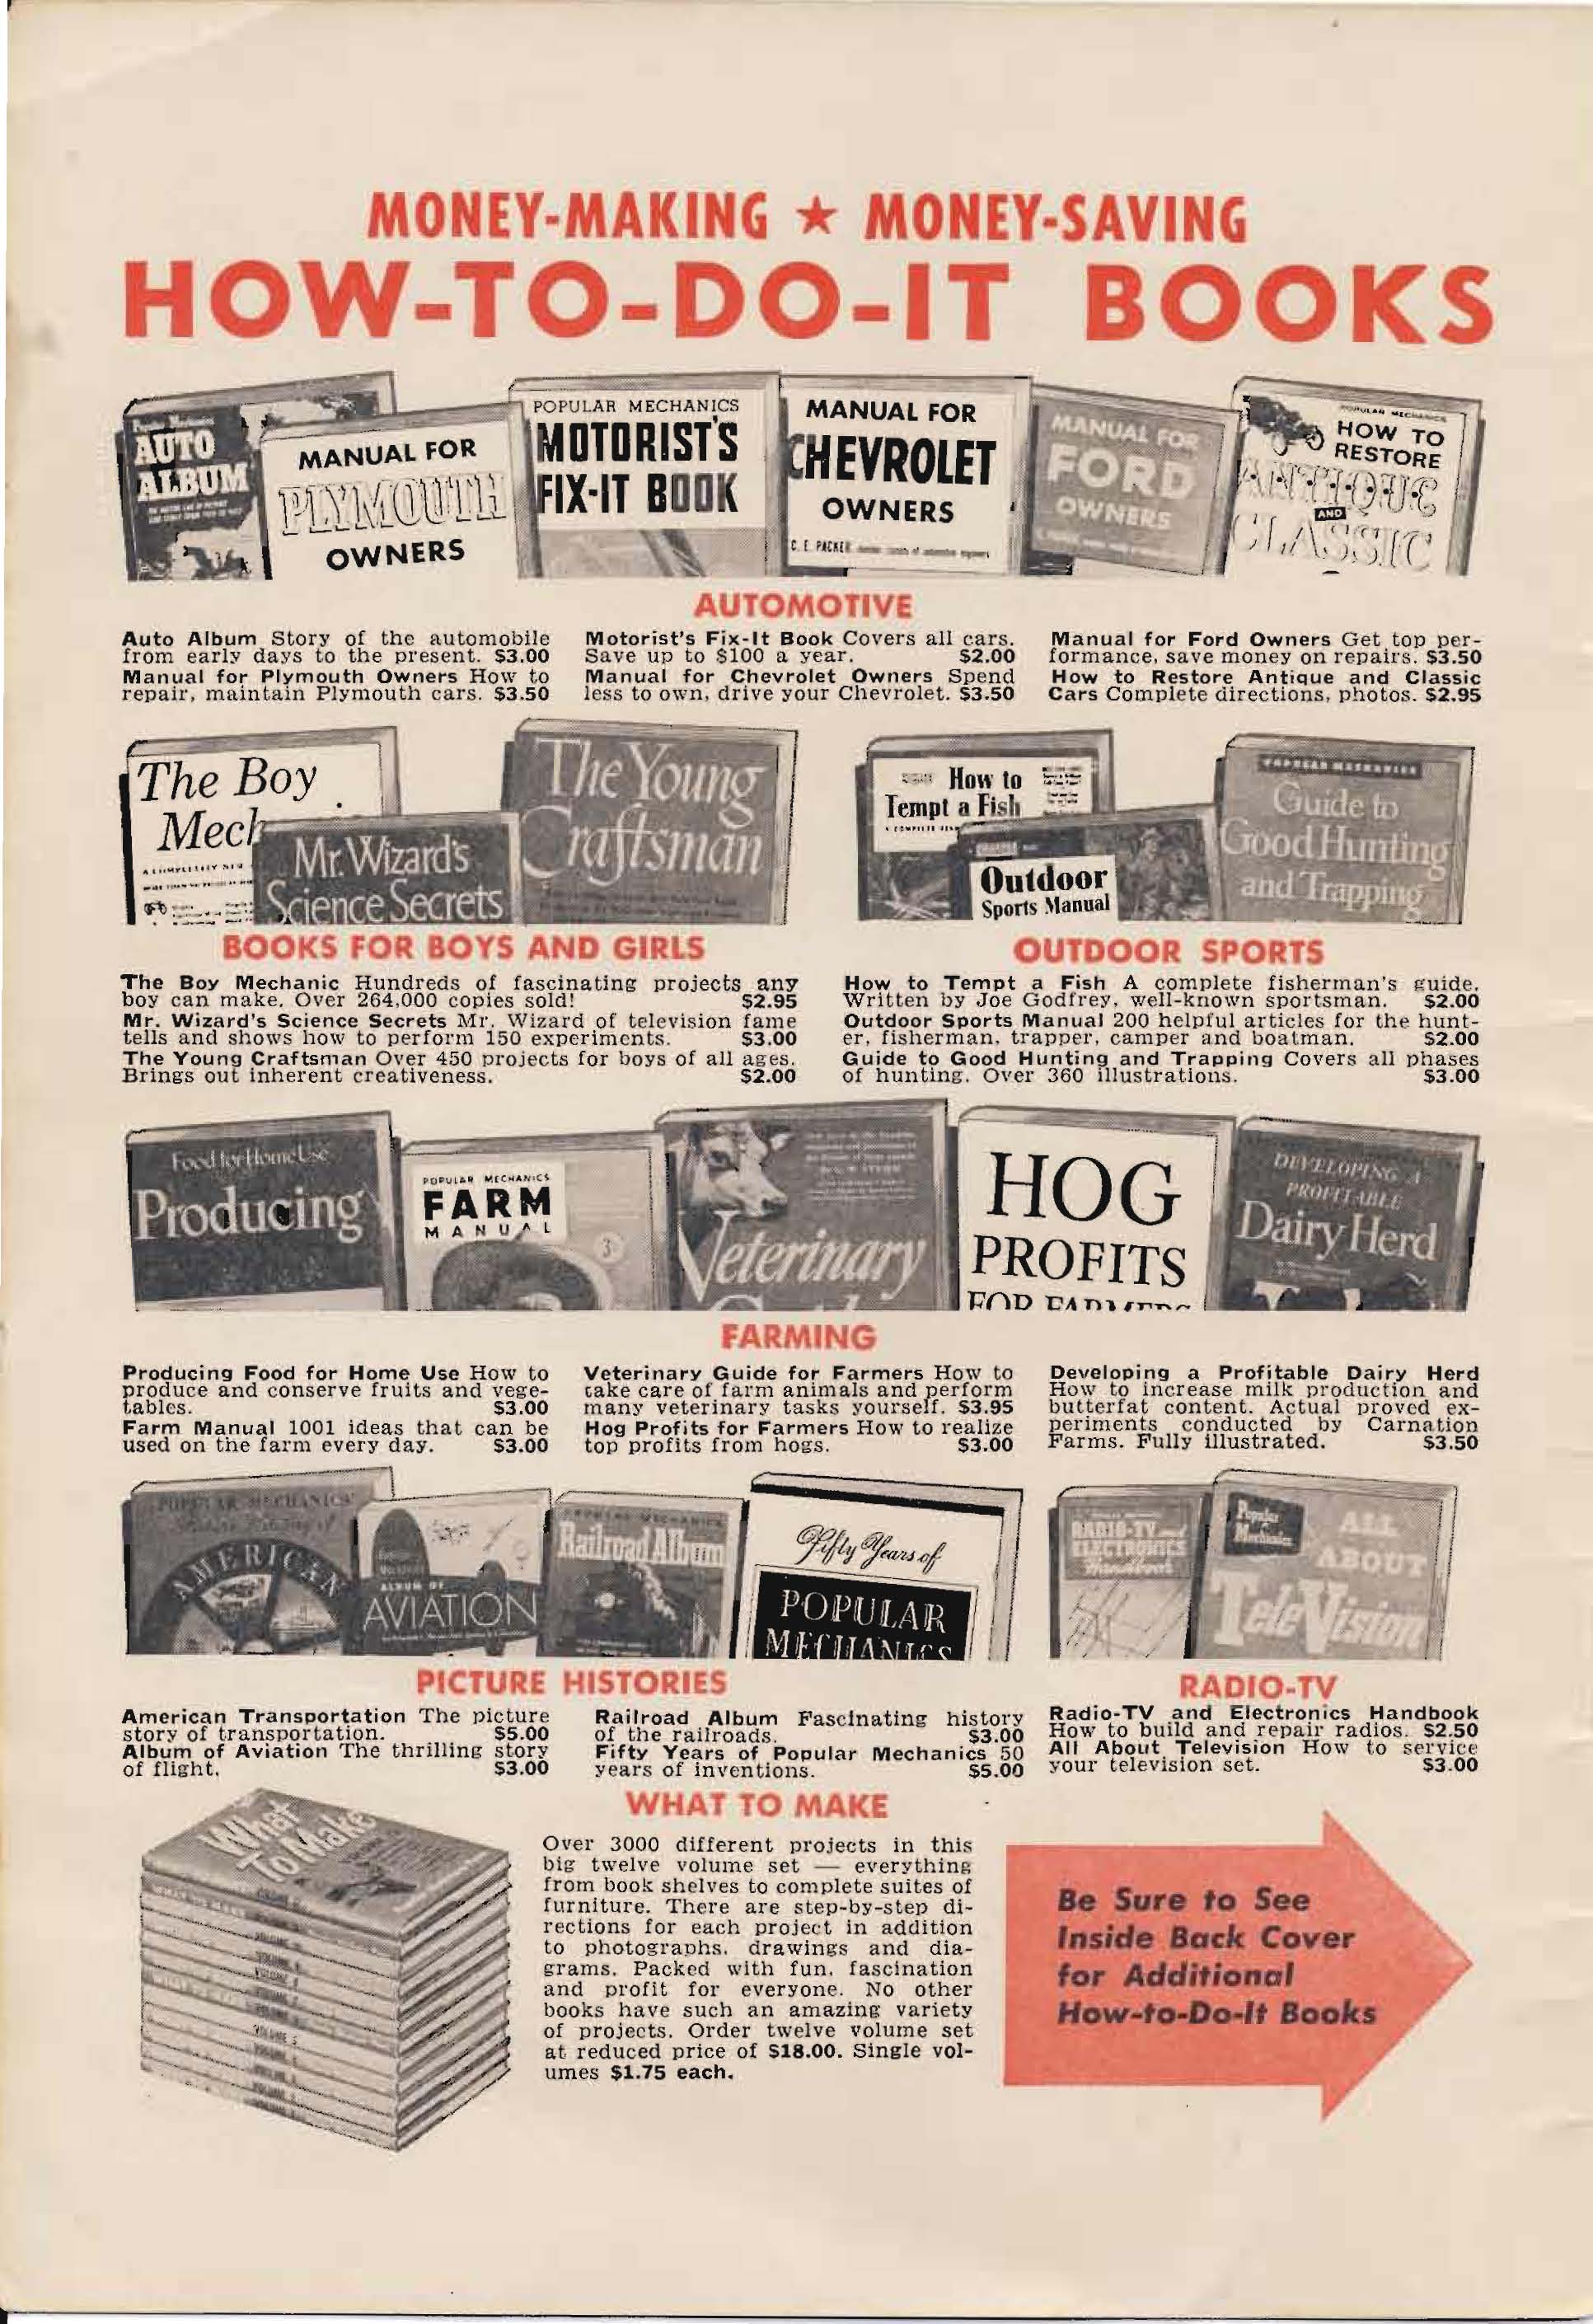 MONEY-MAKING ★ MONEY-SAVING
HOW-TO-DO-IT BOOKS
AUTO
ALBUM
MANUAL FOR
PLYMOUTH
OWNERS
POPULAR MECHANICS
MOTORIST'S
FIX-IT BOOK
MANUAL FOR
CHEVROLET
OWNERS
C. E. PACKER
MANUAL FOR
FORD
OWNERS
POPULAR MECHANICS
HOW TO
RESTORE
ANTIQUE
AND
CLASSIC
AUTOMOTIVE
Auto Album Story of the automobile
from early days to the present. $3.00
Manual for Plymouth Owners How to
repair, maintain Plymouth cars. $3.50
Motorist's Fix-It Book Covers all cars.
Save up to $100 a year. $2.00
Manual for Chevrolet Owners Spend
less to own, drive your Chevrolet. $3.50
Manual for Ford Owners Get top per-
formance, save money on repairs. $3.50
How to Restore Antique and Classic
Cars Complete directions, photos. $2.95
The Boy
Mech
Mr. Wizard's
Science Secrets
The Young
Craftsman
How to
Tempt a Fish
Outdoor
Sports Manual
POPULAR MECHANICS
Guide to
Good Hunting
and Trapping
BOOKS FOR BOYS AND GIRLS
The Boy Mechanic Hundreds of fascinating projects any
boy can make. Over 264,000 copies sold! $2.95
Mr. Wizard's Science Secrets Mr. Wizard of television fame
tells and shows how to perform 150 experiments. $3.00
The Young Craftsman Over 450 projects for boys of all ages.
Brings out inherent creativeness. $2.00
OUTDOOR SPORTS
How to Tempt a Fish A complete fisherman's guide.
Written by Joe Godfrey, well-known sportsman. $2.00
Outdoor Sports Manual 200 helpful articles for the hunt-
er, fisherman, trapper, camper and boatman. $2.00
Guide to Good Hunting and Trapping Covers all phases
of hunting. Over 360 illustrations. $3.00
Food for Home Use
Producing
POPULAR MECHANICS
FARM
MANUAL
Veterinary
HOG
PROFITS
FOR FARMERS
DEVELOPING A
PROFITABLE
Dairy Herd
FARMING
Producing Food for Home Use How to
produce and conserve fruits and vege-
tables. $3.00
Farm Manual 1001 ideas that can be
used on the farm every day. $3.00
Veterinary Guide for Farmers How to
take care of farm animals and perform
many veterinary tasks yourself. $3.95
Hog Profits for Farmers How to realize
top profits from hogs. $3.00
Developing a Profitable Dairy Herd
How to increase milk production and
butterfat content. Actual proved ex-
periments conducted by Carnation
Farms. Fully illustrated. $3.50
POPULAR MECHANICS'
AMERICAN
ALBUM OF
AVIATION
POPULAR MECHANICS
Railroad Album
Fifty Years of
POPULAR
MECHANICS
RADIO-TV and
ELECTRONICS
Handbook
Popular
Mechanics
ALL
ABOUT
TeleVision
PICTURE HISTORIES
American Transportation The picture
story of transportation. $5.00
Album of Aviation The thrilling story
of flight. $3.00
Railroad Album Fascinating history
of the railroads. $3.00
Fifty Years of Popular Mechanics 50
years of inventions. $5.00
RADIO-TV
Radio-TV and Electronics Handbook
How to build and repair radios. $2.50
All About Television How to service
your television set. $3.00
What
To Make
WHAT TO MAKE
Over 3000 different projects in this
big twelve volume set — everything
from book shelves to complete suites of
furniture. There are step-by-step di-
rections for each project in addition
to photographs, drawings and dia-
grams. Packed with fun, fascination
and profit for everyone. No other
books have such an amazing variety
of projects. Order twelve volume set
at reduced price of $18.00. Single vol-
umes $1.75 each.
Be Sure to See
Inside Back Cover
for Additional
How-to-Do-It Books